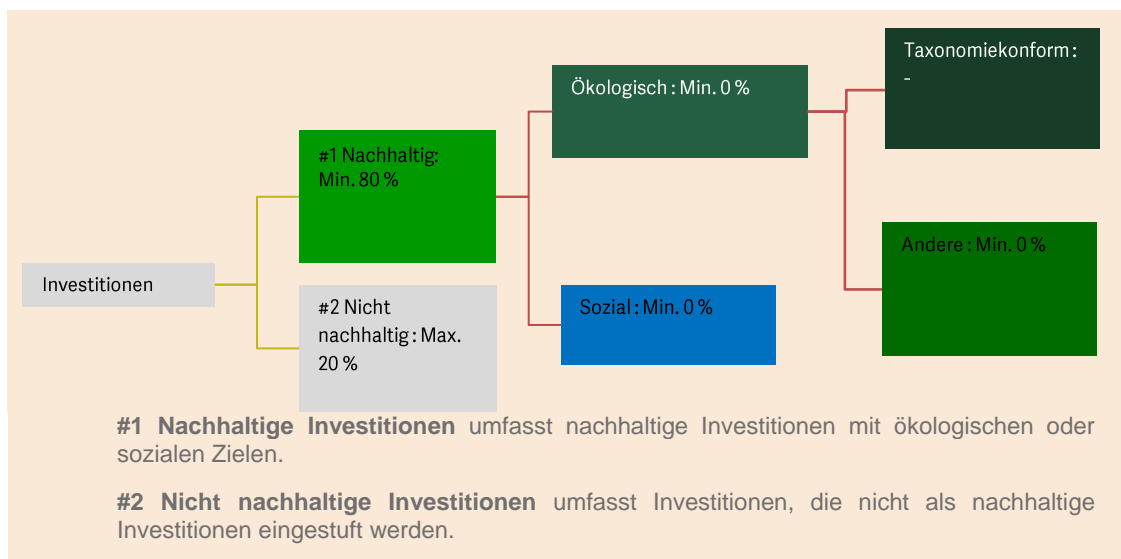 Investitionen
#1 Nachhaltig:
Min. 80 %
#2 Nicht
nachhaltig : Max.
20 %
Ökologisch : Min. 0 %
Sozial : Min. 0 %
Taxonomiekonform :
-
Andere : Min. 0 %
#1 Nachhaltige Investitionen umfasst nachhaltige Investitionen mit ökologischen oder
sozialen Zielen.
#2 Nicht nachhaltige Investitionen umfasst Investitionen, die nicht als nachhaltige
Investitionen eingestuft werden.